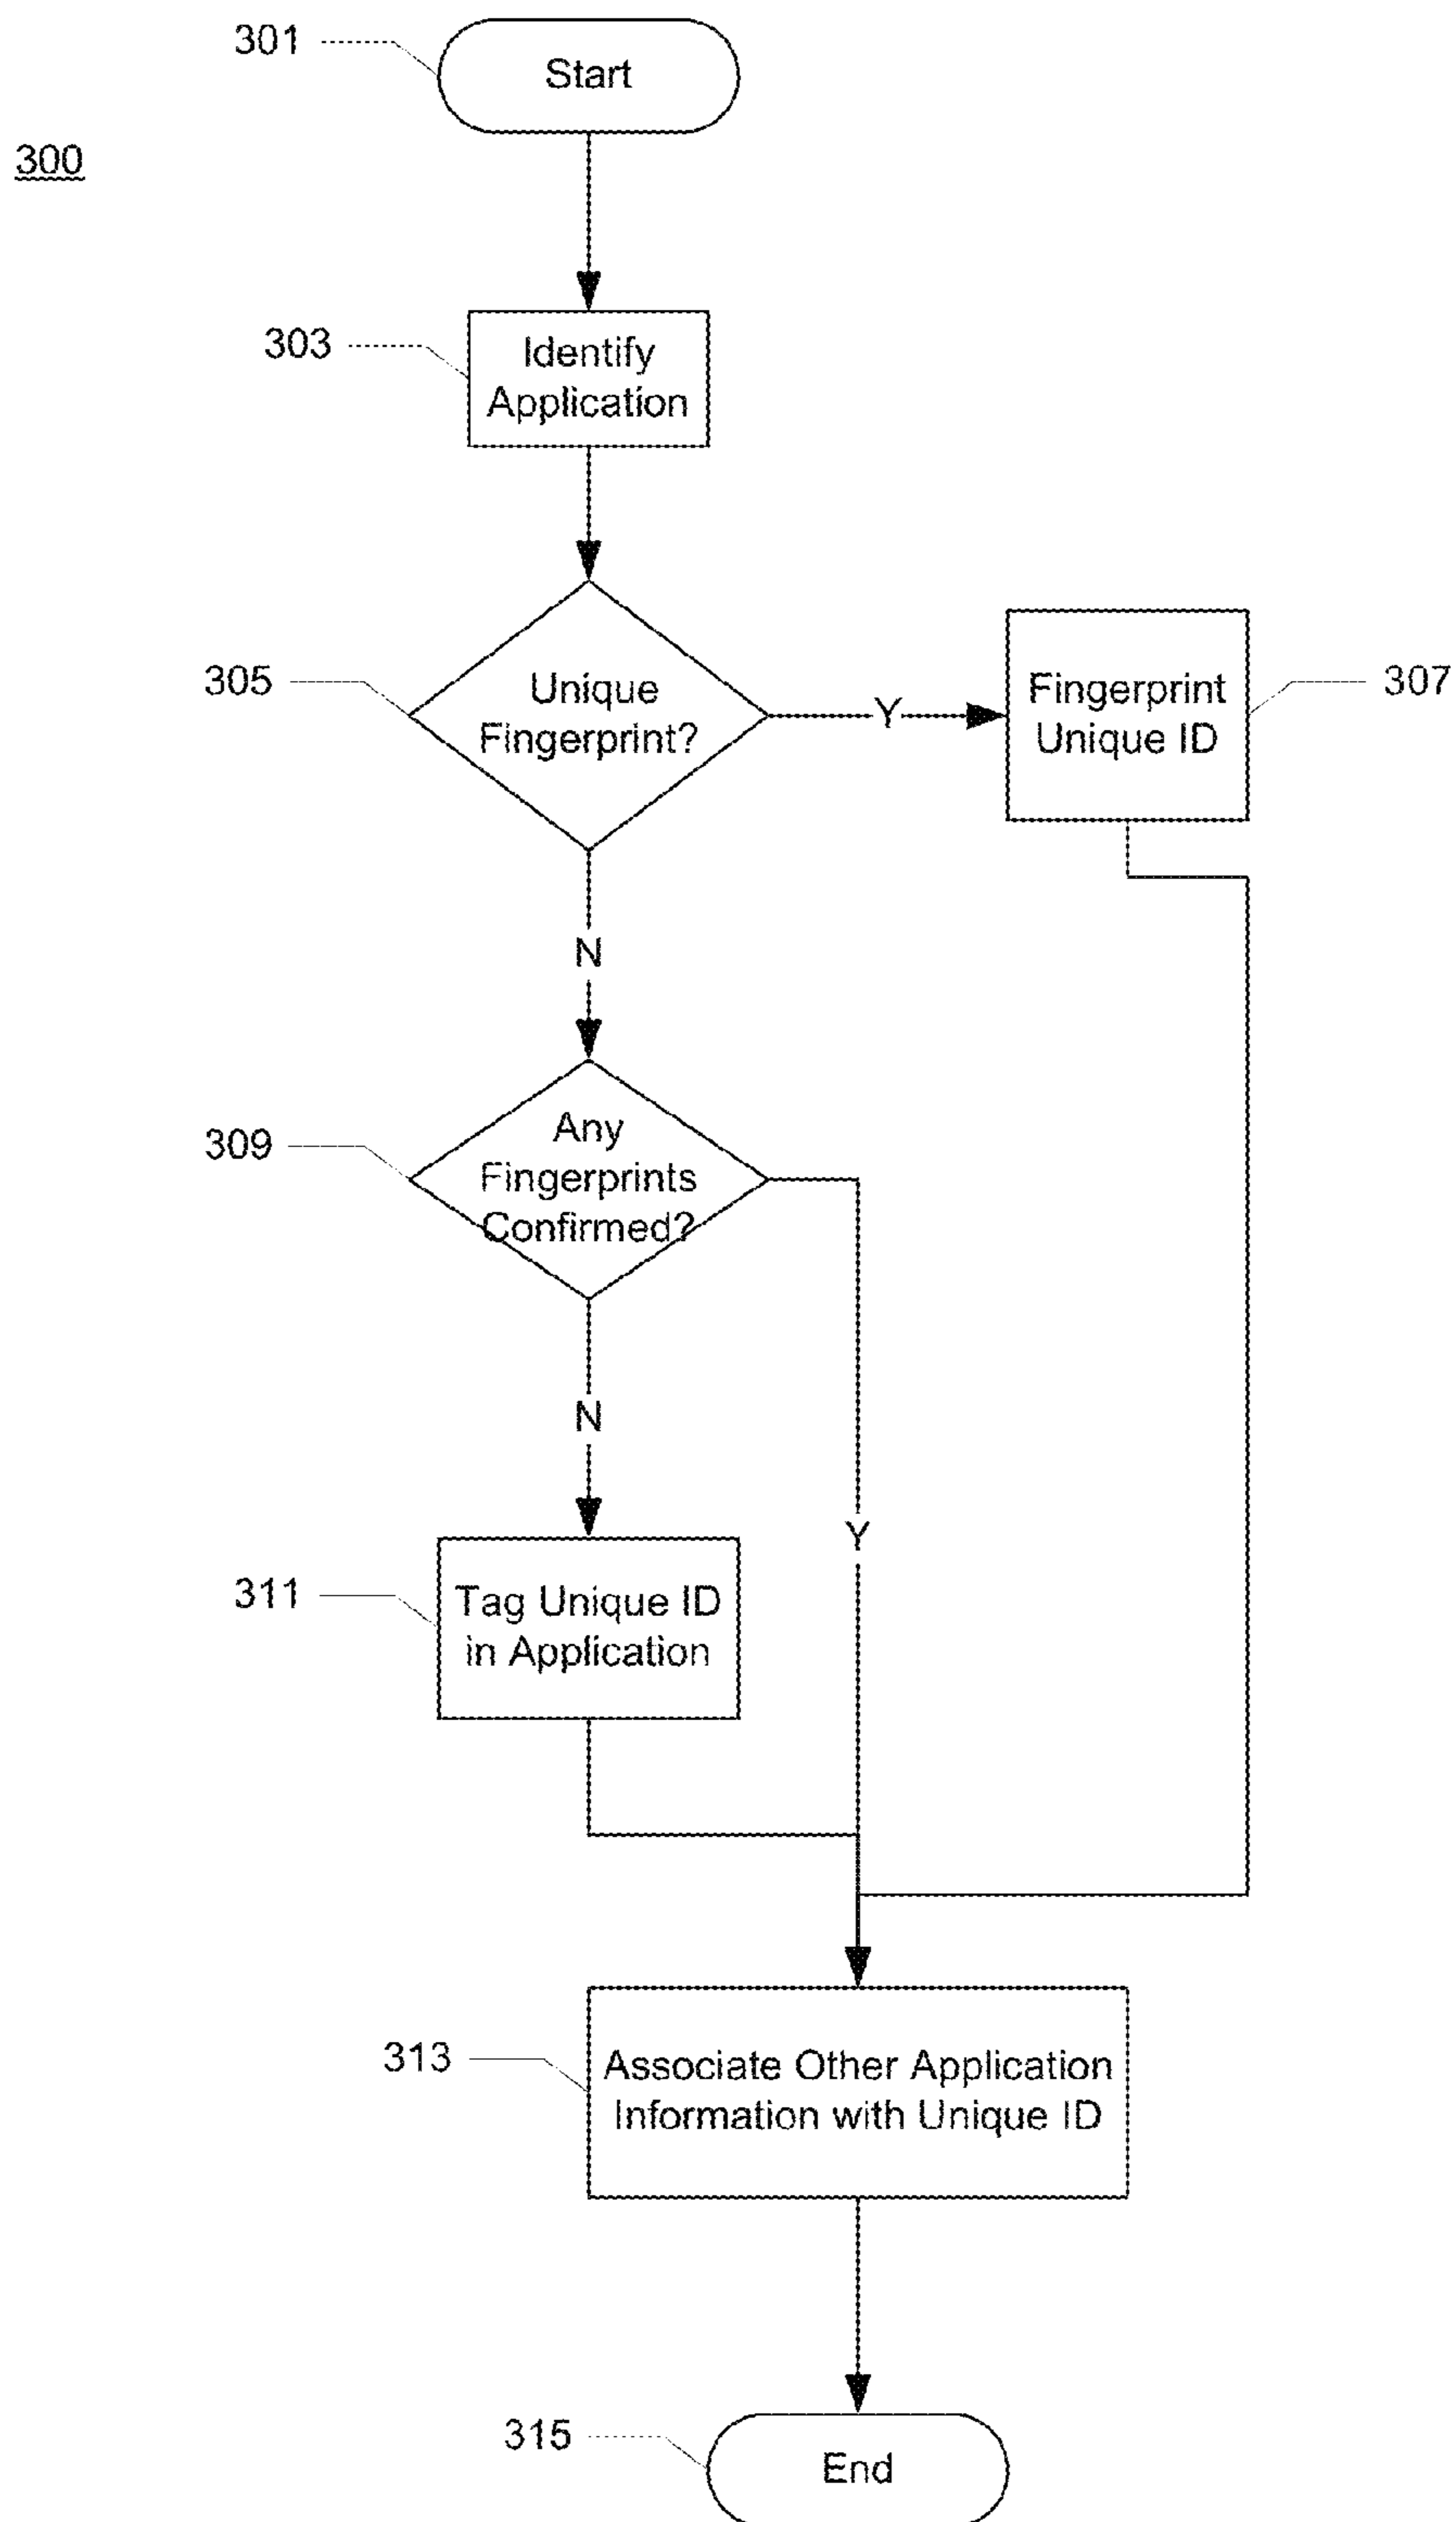 301
Start
300
303
Identify
Application
305
Unique
Fingerprint?
Y
Fingerprint
Unique ID
307
N
309
Any
Fingerprints
Confirmed?
N
Y
311
Tag Unique ID
in Application
313
Associate Other Application
Information with Unique ID
315
End